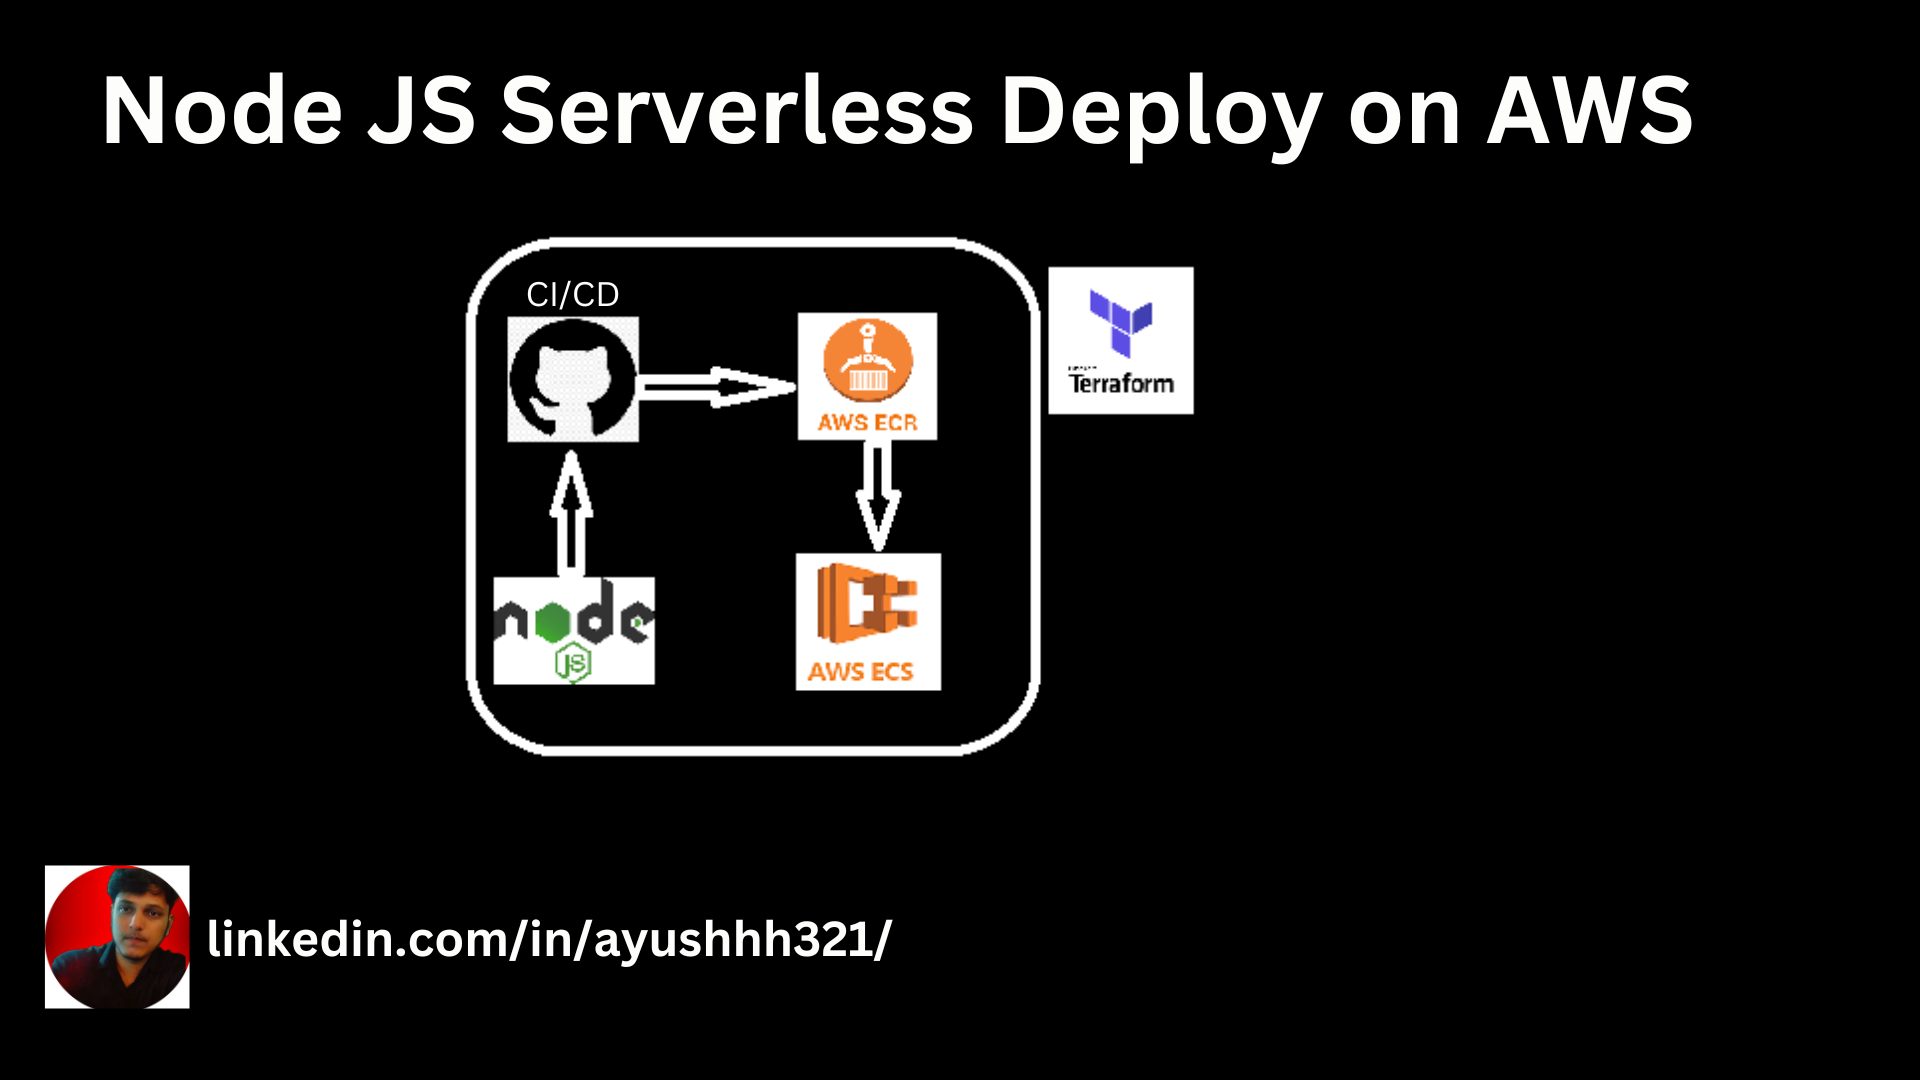 Node JS Serverless Deploy on AWS
CI/CD
AWS ECR
Terraform
node
JS
AWS ECS
linkedin.com/in/ayushhh321/